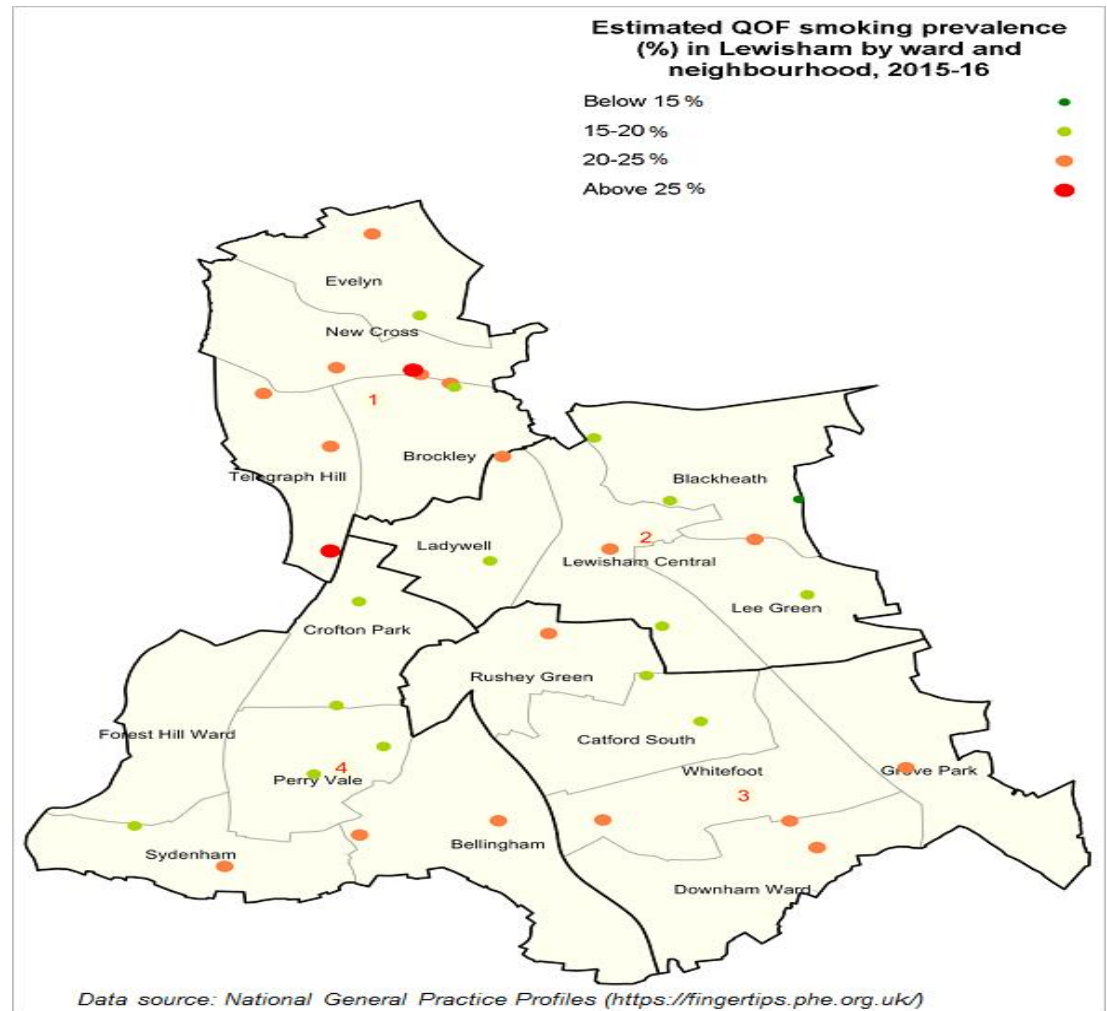 Estimated QOF smoking prevalence
(%) in Lewisham by ward and
neighbourhood, 2015-16
Below 15 %
15-20 %
20-25 %
Above 25 %
Evelyn
New Cross
1
Brockley
Telegraph Hill
Blackheath
2
Ladywell
Lewisham Central
Lee Green
Crofton Park
Rushey Green
Forest Hill Ward
Catford South
Perry Vale
4
Whitefoot
Grove Park
3
Sydenham
Bellingham
Downham Ward
Data source: National General Practice Profiles (https://fingertips.phe.org.uk/)